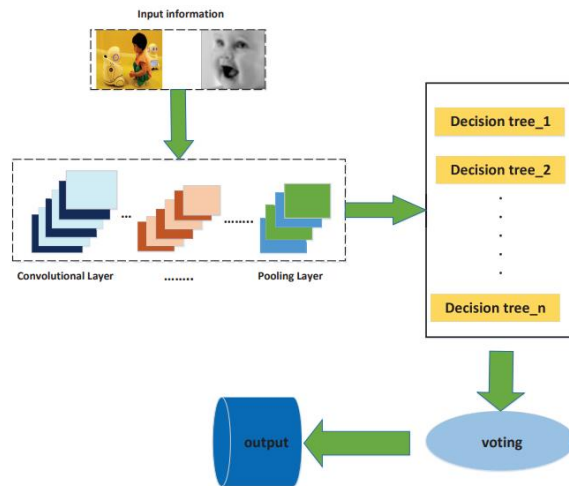 Input information
Decision tree_1
Decision tree_2
...
........
Convolutional Layer
........
Pooling Layer
Decision tree_n
voting
output